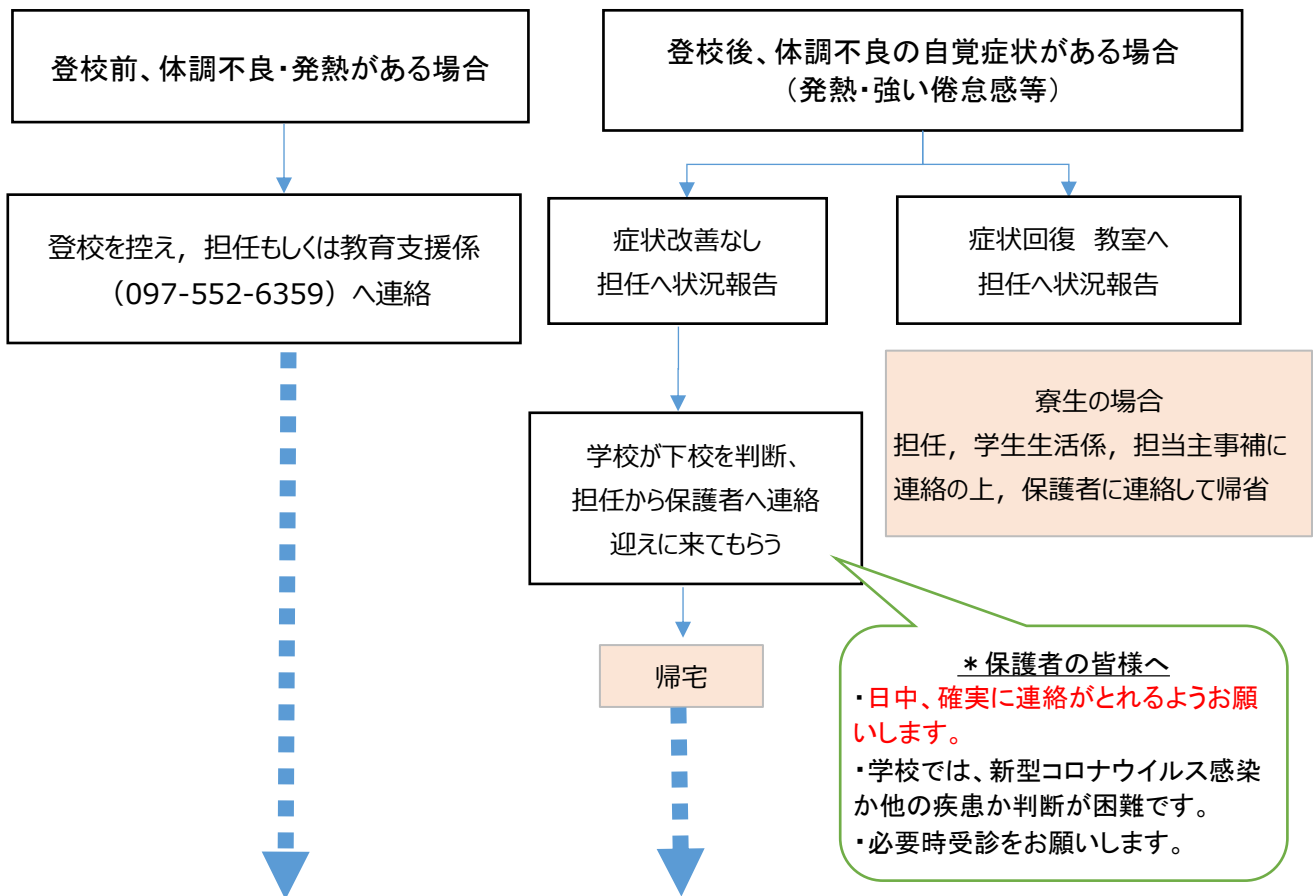 登校前、体調不良・発熱がある場合
登校後、体調不良の自覚症状がある場合
（発熱・強い倦怠感等）
登校を控え，担任もしくは教育支援係
（097-552-6359）へ連絡
症状改善なし
担任へ状況報告
症状回復　教室へ
担任へ状況報告
寮生の場合
担任，学生生活係，担当主事補に
連絡の上，保護者に連絡して帰省
学校が下校を判断、
担任から保護者へ連絡
迎えに来てもらう
帰宅
＊保護者の皆様へ
・日中、確実に連絡がとれるようお願
いします。
・学校では、新型コロナウイルス感染
か他の疾患か判断が困難です。
・必要時受診をお願いします。